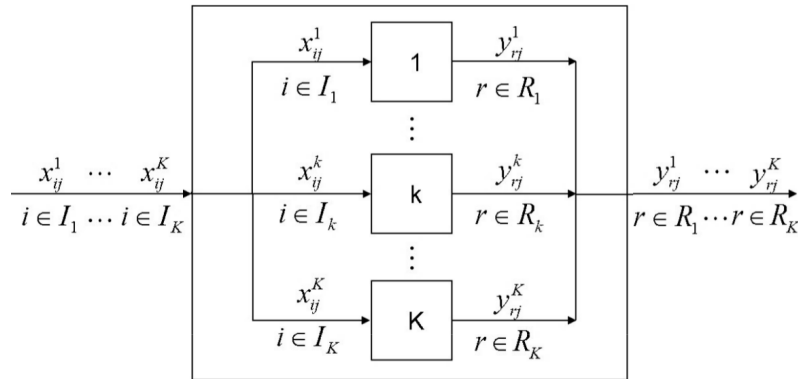 x_{ij}^1 1 y_{rj}^1
i ∈ I_1 r ∈ R_1
⋮
x_{ij}^1 ⋯ x_{ij}^K x_{ij}^k k y_{rj}^k y_{rj}^1 ⋯ y_{rj}^K
i ∈ I_1 ⋯ i ∈ I_K i ∈ I_k r ∈ R_k r ∈ R_1 ⋯ r ∈ R_K
⋮
x_{ij}^K K y_{rj}^K
i ∈ I_K r ∈ R_K